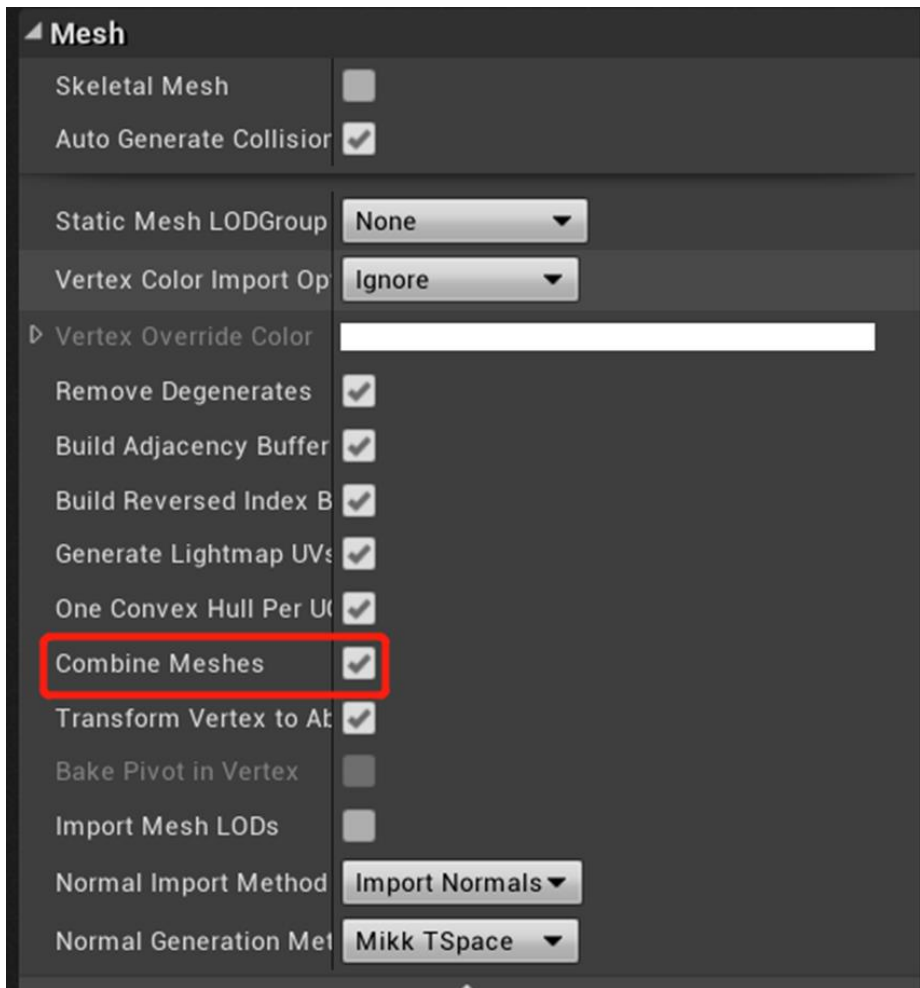 Mesh
Skeletal Mesh
Auto Generate Collision
Static Mesh LODGroup None
Vertex Color Import Op Ignore
Vertex Override Color
Remove Degenerates
Build Adjacency Buffer
Build Reversed Index B
Generate Lightmap UVs
One Convex Hull Per UC
Combine Meshes
Transform Vertex to Ab
Bake Pivot in Vertex
Import Mesh LODs
Normal Import Method Import Normals
Normal Generation Met Mikk TSpace